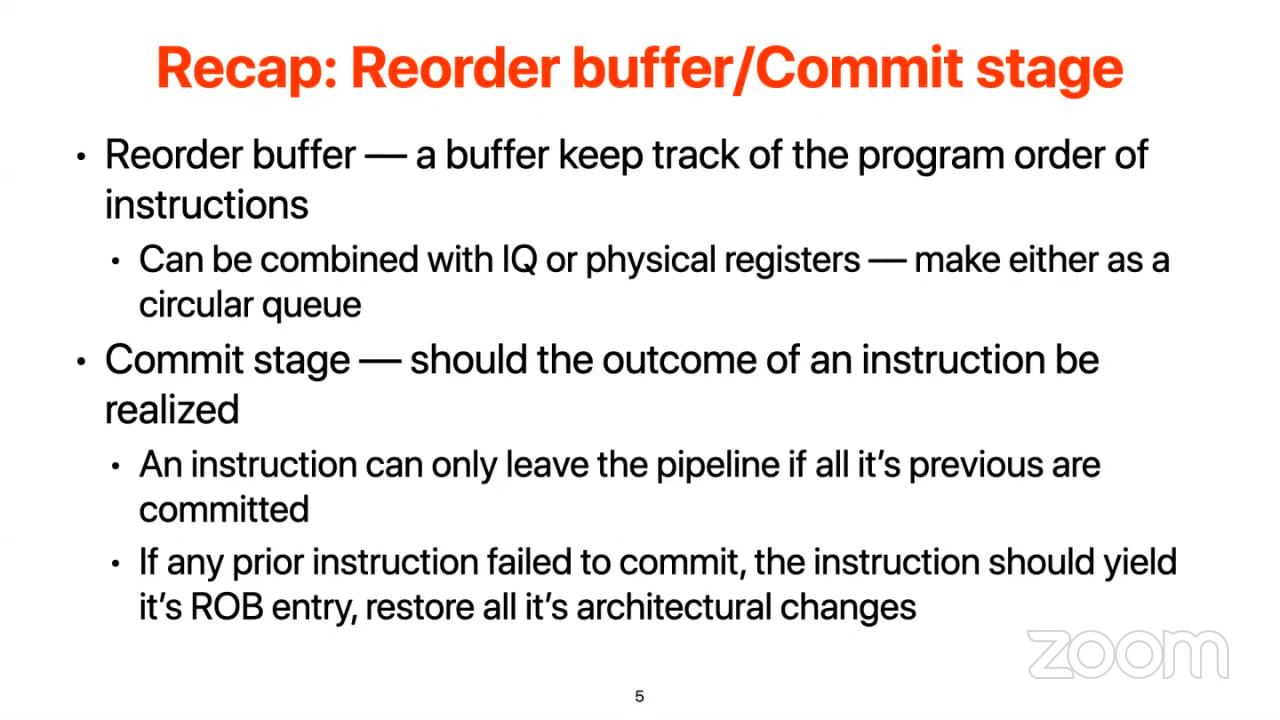 Recap: Reorder buffer/Commit stage
• Reorder buffer — a buffer keep track of the program order of
instructions
• Can be combined with IQ or physical registers — make either as a
circular queue
• Commit stage — should the outcome of an instruction be
realized
• An instruction can only leave the pipeline if all it's previous are
committed
• If any prior instruction failed to commit, the instruction should yield
it's ROB entry, restore all it's architectural changes
zoom
5